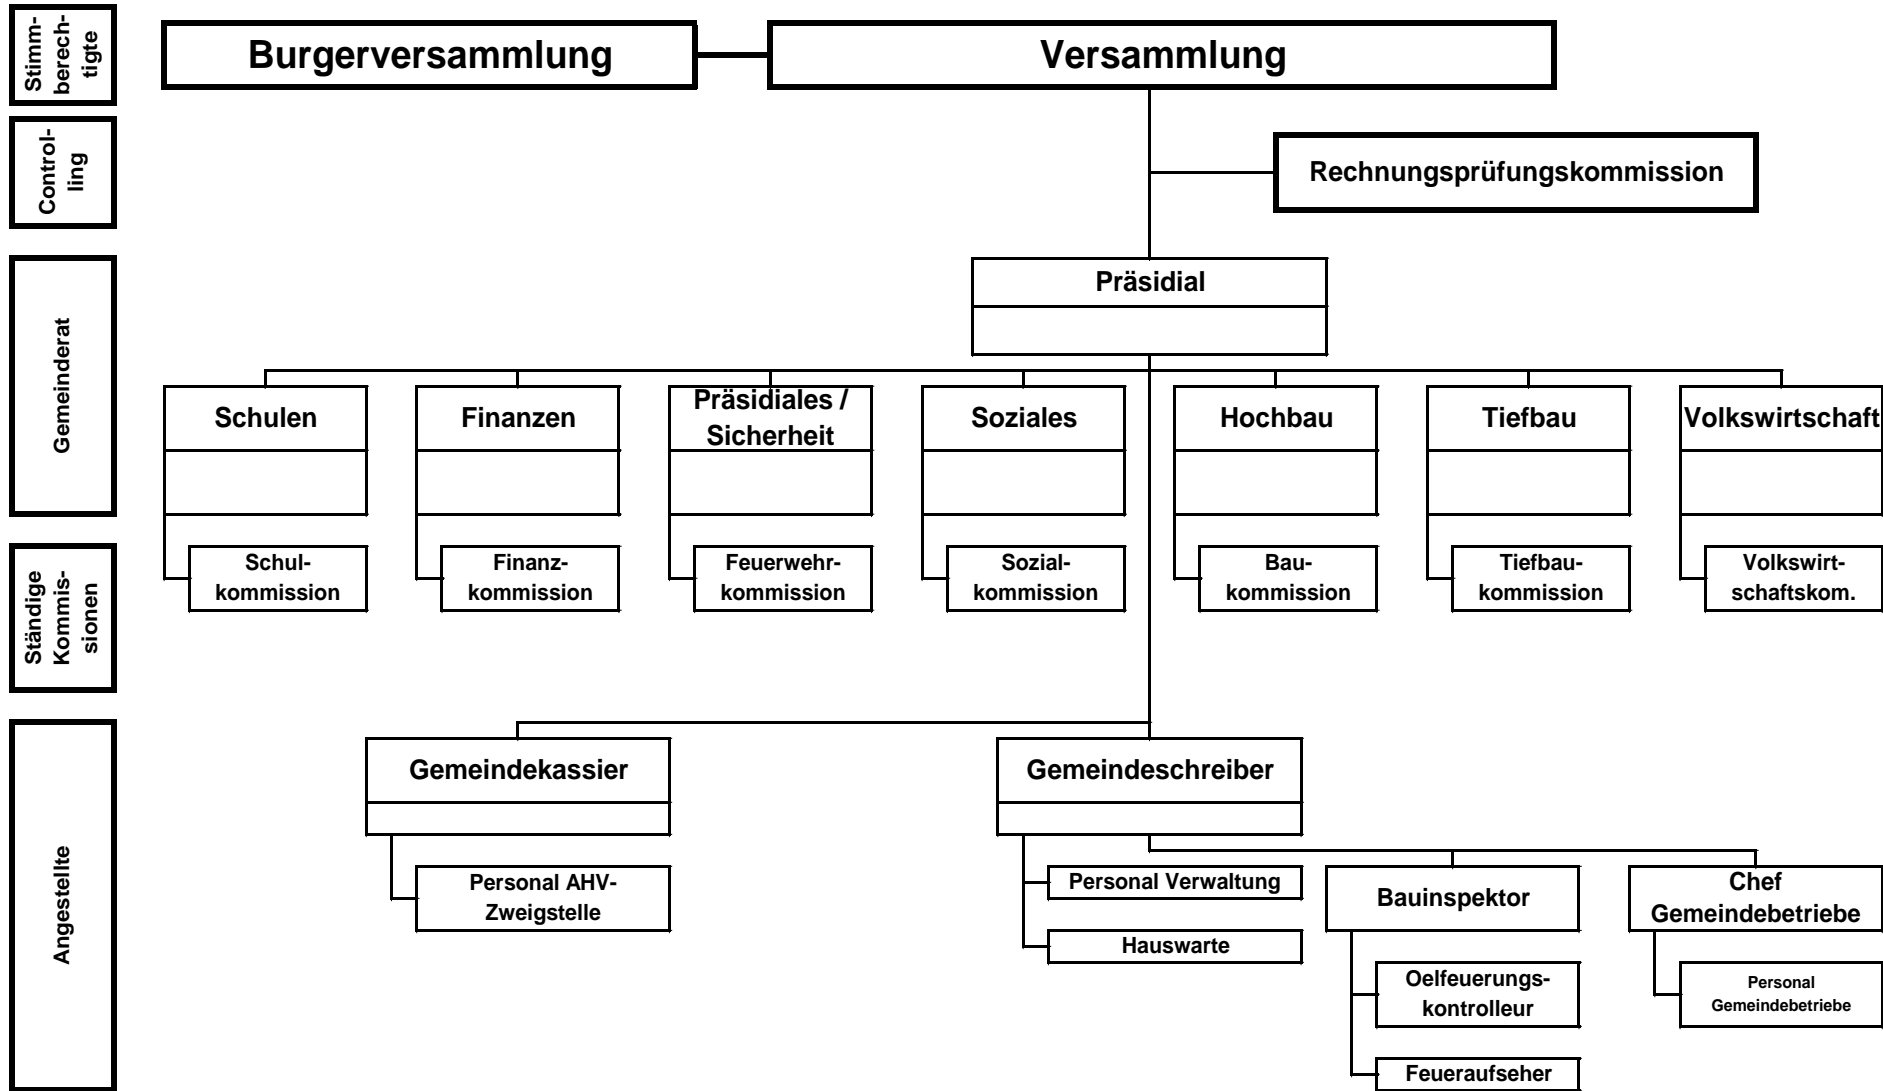 Stimm-
berech-
tigte
Burgerversammlung
Versammlung
Control-
ling
Rechnungsprüfungskommission
Gemeinderat
Präsidial
Schulen
Finanzen
Präsidiales /
Sicherheit
Soziales
Hochbau
Tiefbau
Volkswirtschaft
Ständige
Kommis-
sionen
Schul-
kommission
Finanz-
kommission
Feuerwehr-
kommission
Sozial-
kommission
Bau-
kommission
Tiefbau-
kommission
Volkswirt-
schaftskom.
Angestellte
Gemeindekassier
Gemeindeschreiber
Personal AHV-
Zweigstelle
Personal Verwaltung
Hauswarte
Bauinspektor
Chef
Gemeindebetriebe
Oelfeuerungs-
kontrolleur
Feueraufseher
Personal
Gemeindebetriebe